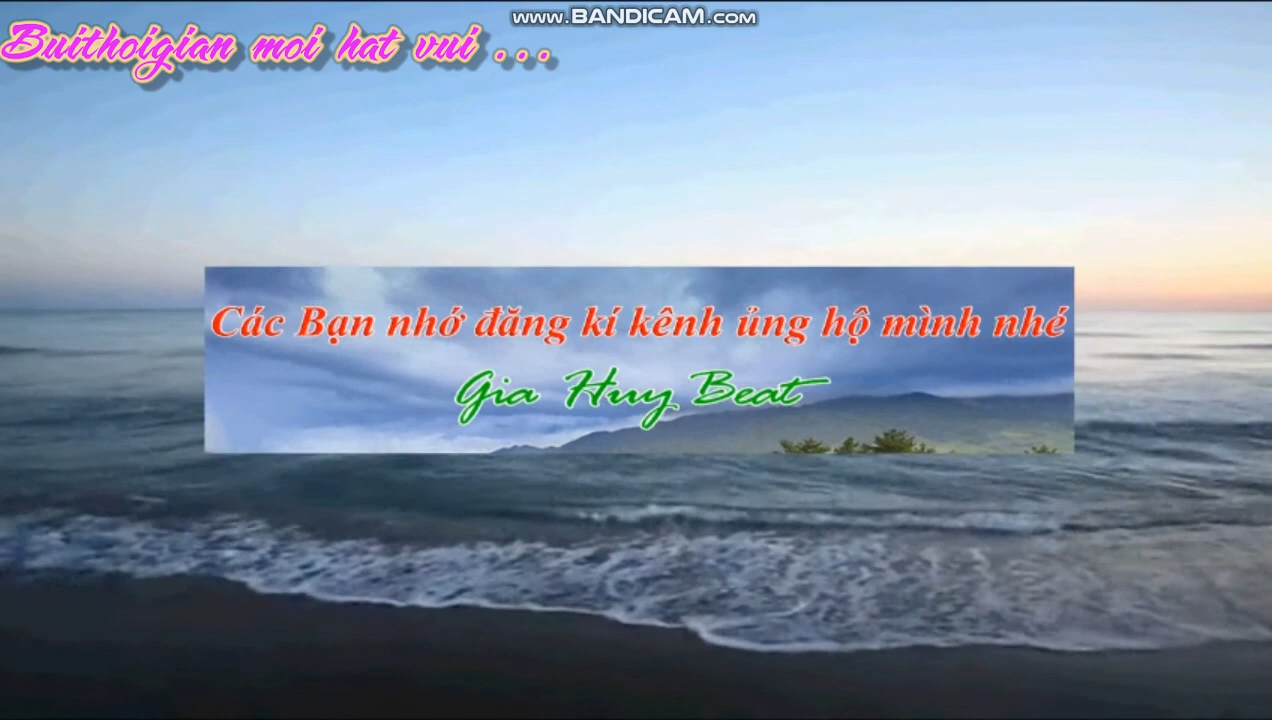 www.BANDICAM.com
Buithoigian moi hat vui ...
Các Bạn nhớ đăng kí kênh ủng hộ mình nhé
Gia Huy Beat